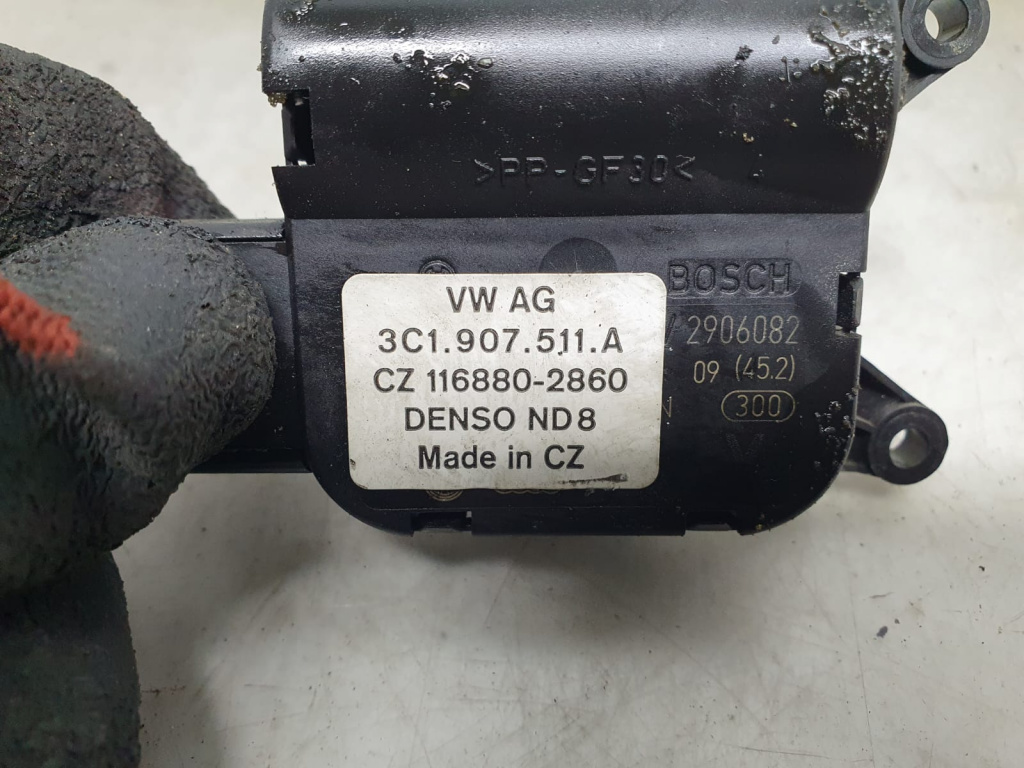 >PP-GF30<
BOSCH
VW AG
3C1.907.511.A
CZ 116880-2860
DENSO ND8
Made in CZ
/ 2906082
09 (45.2)
N 300
V